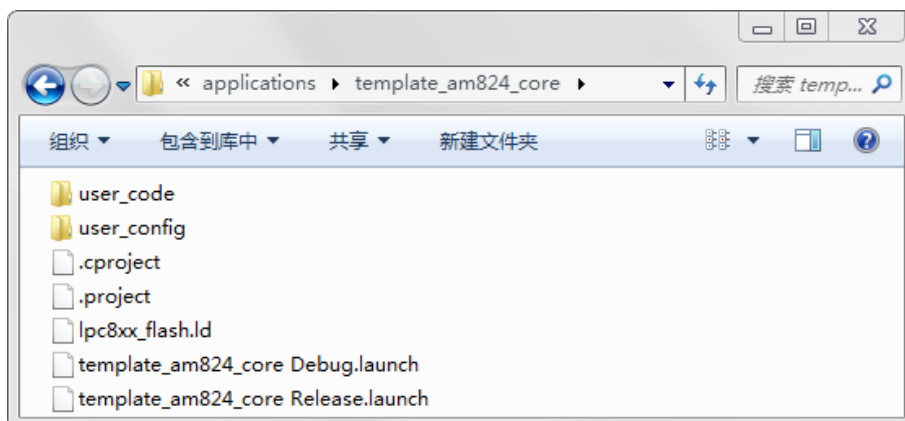 « applications ▸ template_am824_core ▸ 搜索 temp...
组织 包含到库中 共享 新建文件夹
user_code
user_config
.cproject
.project
lpc8xx_flash.ld
template_am824_core Debug.launch
template_am824_core Release.launch